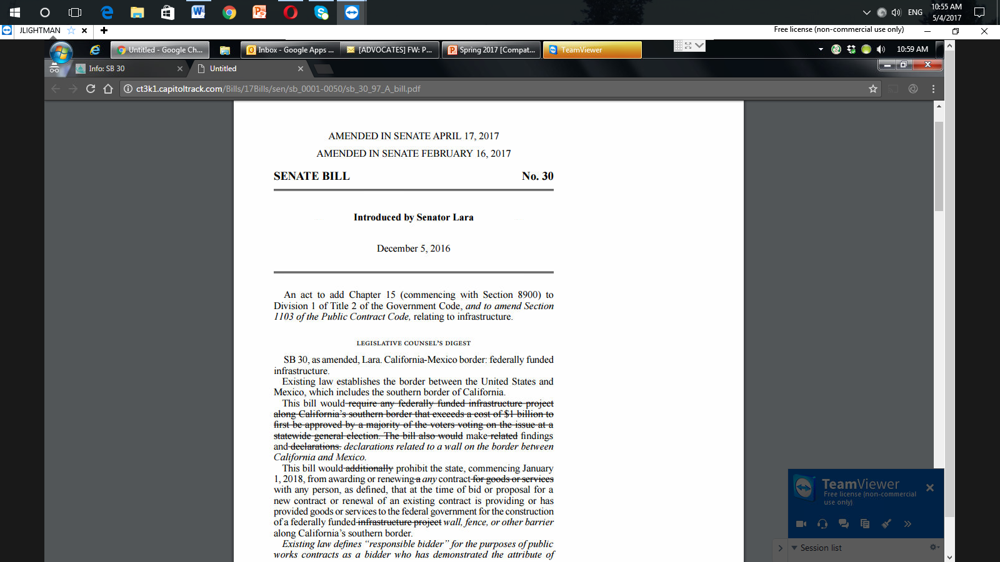 ENG
10:55 AM
5/4/2017
JLIGHTMAN
Free license (non-commercial use only)
Untitled - Google Ch...
Inbox - Google Apps ...
[ADVOCATES] FW: P...
Spring 2017 [Compat...
TeamViewer
10:59 AM
Info: SB 30
Untitled
ct3k1.capitoltrack.com/Bills/17Bills/sen/sb_0001-0050/sb_30_97_A_bill.pdf
AMENDED IN SENATE APRIL 17, 2017
AMENDED IN SENATE FEBRUARY 16, 2017
SENATE BILL No. 30
Introduced by Senator Lara
December 5, 2016
An act to add Chapter 15 (commencing with Section 8900) to
Division 1 of Title 2 of the Government Code, and to amend Section
1103 of the Public Contract Code, relating to infrastructure.
LEGISLATIVE COUNSEL'S DIGEST
SB 30, as amended, Lara. California-Mexico border: federally funded
infrastructure.
Existing law establishes the border between the United States and
Mexico, which includes the southern border of California.
This bill would require any federally funded infrastructure project
along California's southern border that exceeds a cost of $1 billion to
first be approved by a majority of the voters voting on the issue at a
statewide general election. The bill also would make related findings
and declarations. declarations related to a wall on the border between
California and Mexico.
This bill would additionally prohibit the state, commencing January
1, 2018, from awarding or renewing a any contract for goods or services
with any person, as defined, that at the time of bid or proposal for a
new contract or renewal of an existing contract is providing or has
provided goods or services to the federal government for the construction
of a federally funded infrastructure project wall, fence, or other barrier
along California's southern border.
Existing law defines "responsible bidder" for the purposes of public
works contracts as a bidder who has demonstrated the attribute of
TeamViewer
Free license (non-commercial
use only)
Session list